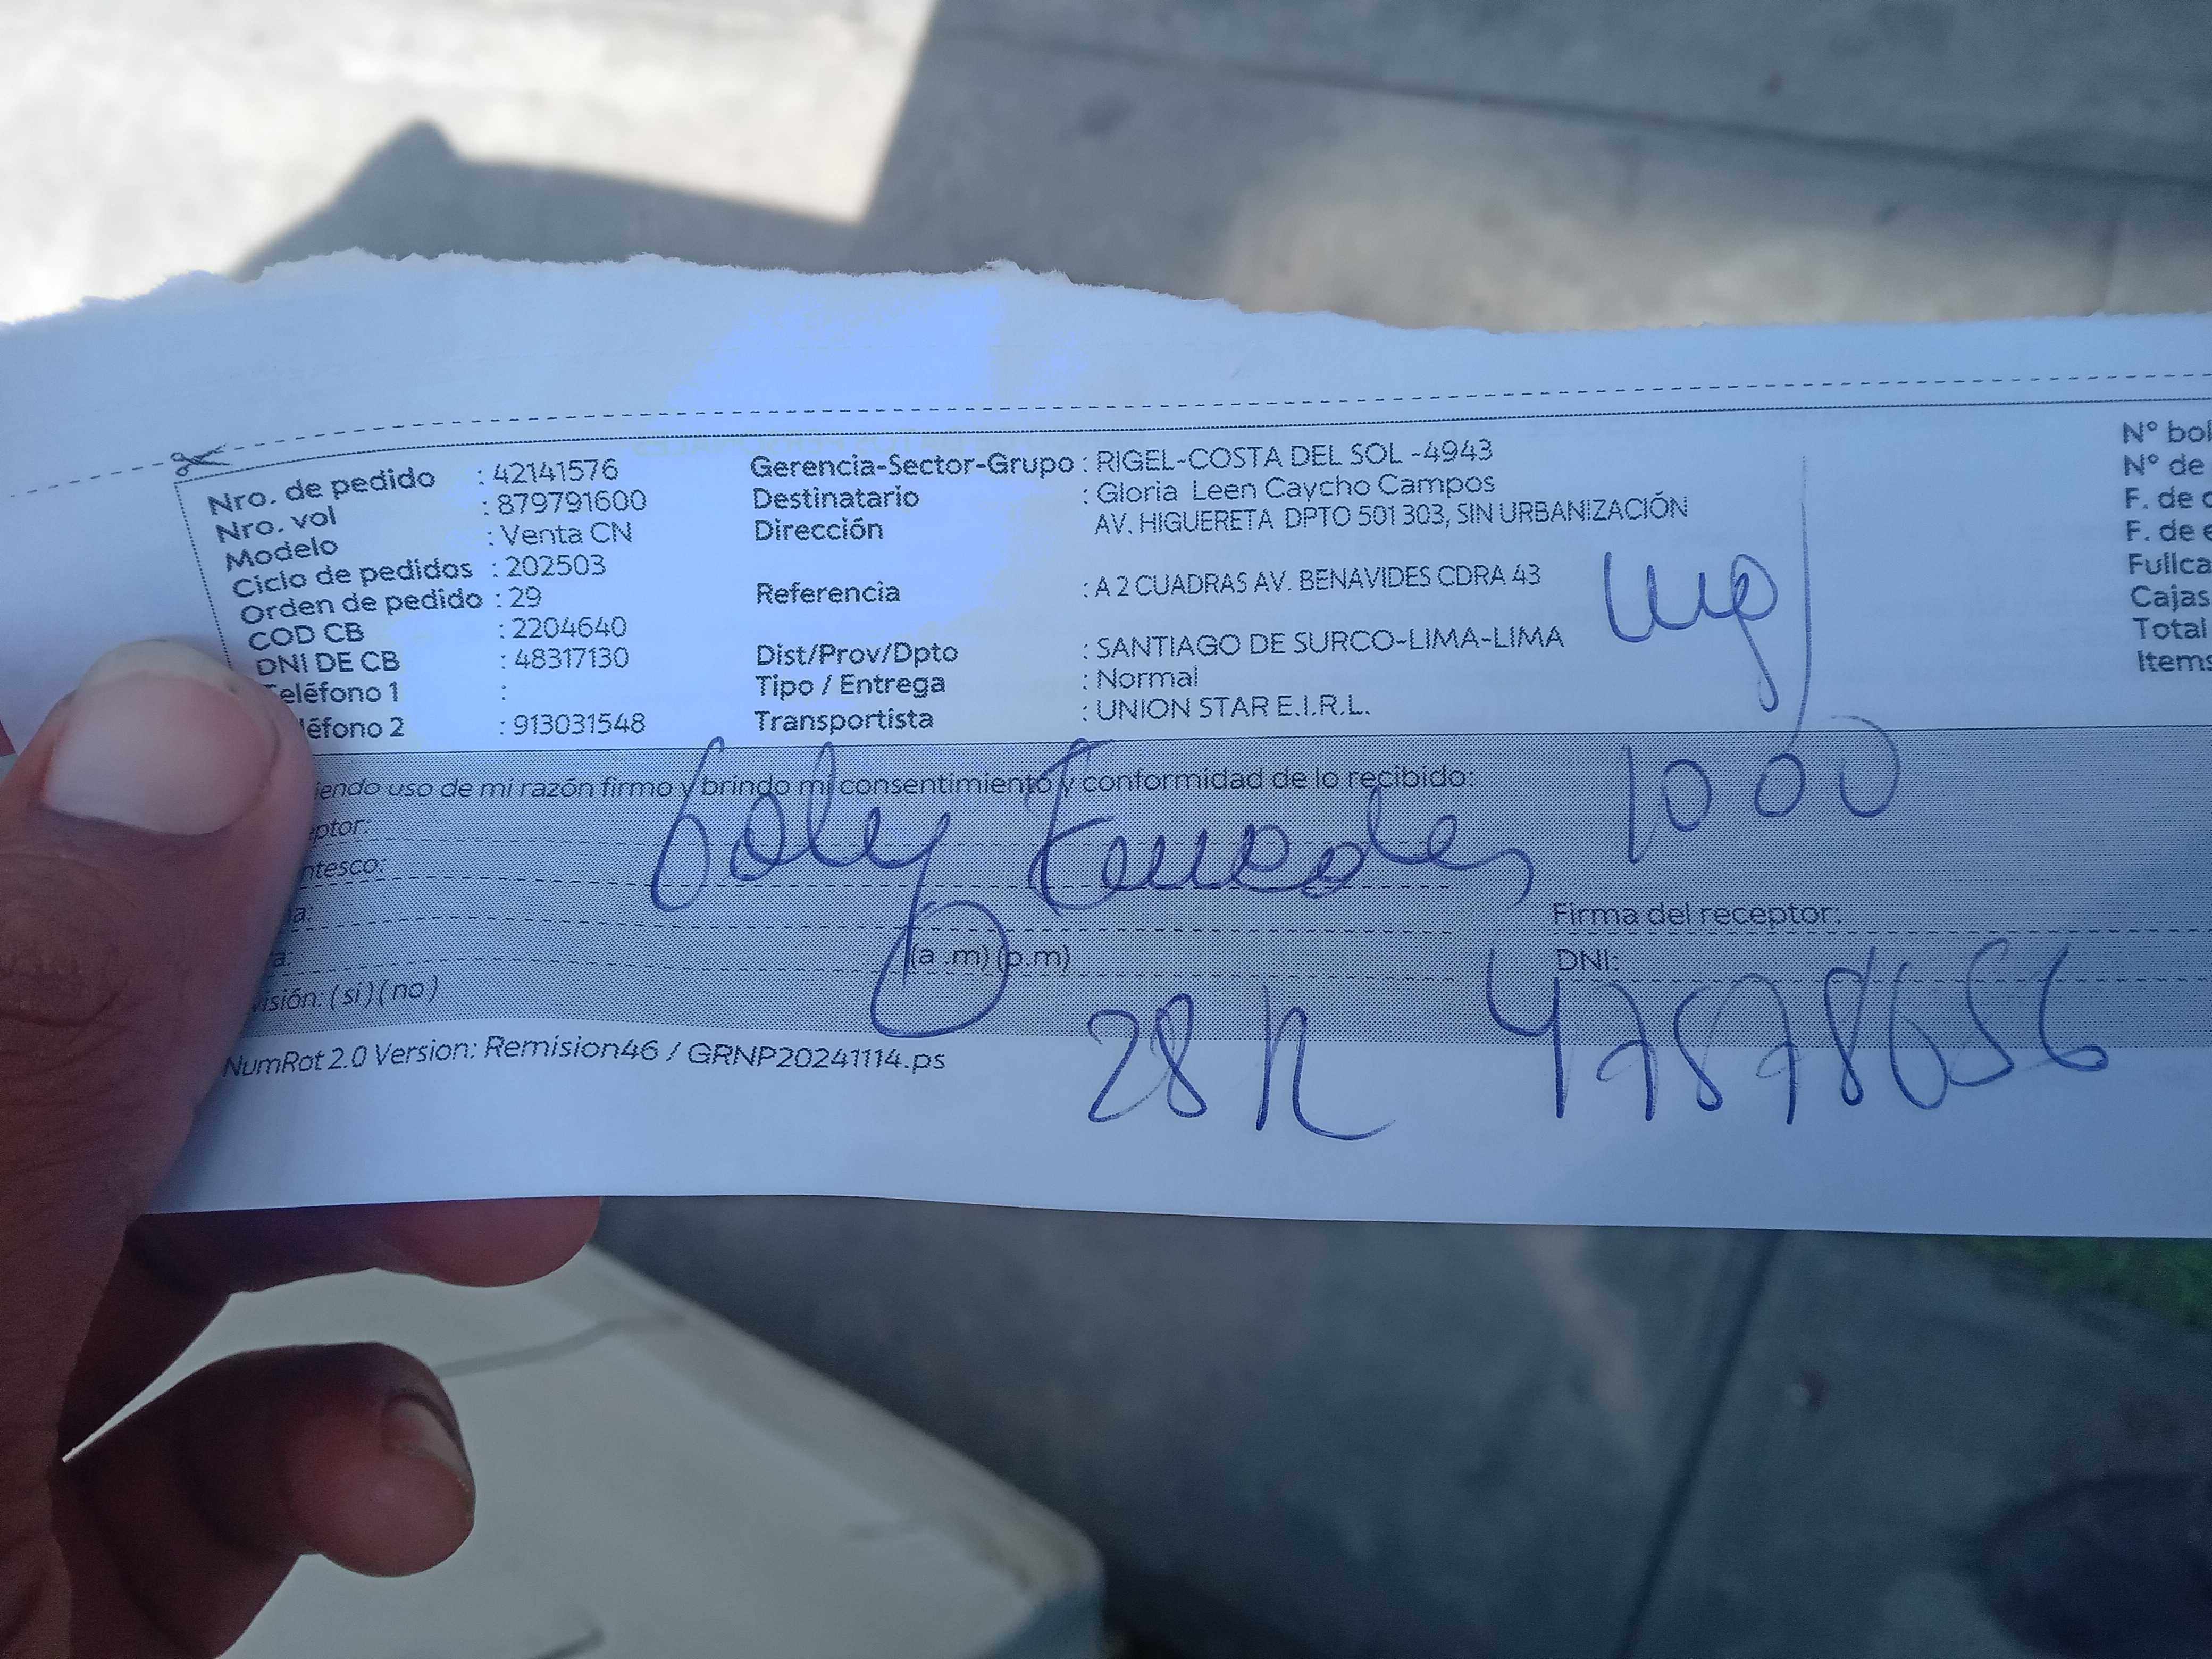 Nro. de pedido : 42141576
Nro. vol : 879791600
Modelo : Venta CN
Ciclo de pedidos : 202503
Orden de pedido : 29
COD CB : 2204640
DNI DE CB : 48317130
eléfono 1 :
léfono 2 : 913031548
Gerencia-Sector-Grupo : RIGEL-COSTA DEL SOL -4943
Destinatario : Gloria Leen Caycho Campos
Dirección AV. HIGUERETA DPTO 501 303, SIN URBANIZACIÓN
Referencia : A 2 CUADRAS AV. BENAVIDES CDRA 43
Dist/Prov/Dpto : SANTIAGO DE SURCO-LIMA-LIMA
Tipo / Entrega : Normal
Transportista : UNION STAR E.I.R.L.
N° bol
N° de
F. de
F. de e
Fullca
Cajas
Total
Items
iendo uso de mi razón firmo y brindo mi consentimiento y conformidad de lo recibido:
eptor:
1000
ntesco:
a:
Firma del receptor:
a: (a .m) (p.m)
DNI:
visión: ( si ) ( no )
28 12 47878656
NumRot 2.0 Version: Remision46 / GRNP20241114.ps